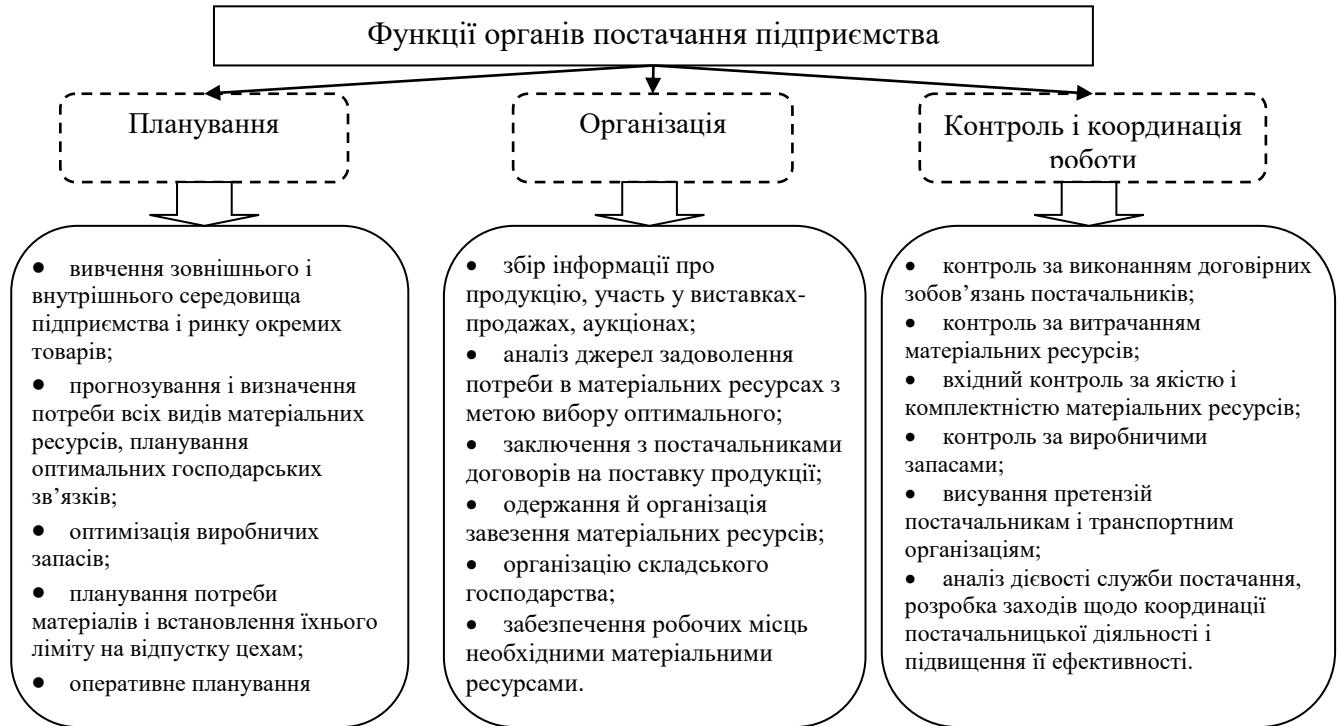 Функції органів постачання підприємства
Планування
Організація
Контроль і координація
роботи
• вивчення зовнішнього і
внутрішнього середовища
підприємства і ринку окремих
товарів;
• прогнозування і визначення
потреби всіх видів матеріальних
ресурсів, планування
оптимальних господарських
зв’язків;
• оптимізація виробничих
запасів;
• планування потреби
матеріалів і встановлення їхнього
ліміту на відпустку цехам;
• оперативне планування
• збір інформації про
продукцію, участь у виставках-
продажах, аукціонах;
• аналіз джерел задоволення
потреби в матеріальних ресурсах з
метою вибору оптимального;
• заключення з постачальниками
договорів на поставку продукції;
• одержання й організація
завезення матеріальних ресурсів;
• організацію складського
господарства;
• забезпечення робочих місць
необхідними матеріальними
ресурсами.
• контроль за виконанням договірних
зобов’язань постачальників;
• контроль за витрачанням
матеріальних ресурсів;
• вхідний контроль за якістю і
комплектністю матеріальних ресурсів;
• контроль за виробничими
запасами;
• висування претензій
постачальникам і транспортним
організаціям;
• аналіз дієвості служби постачання,
розробка заходів щодо координації
постачальницької діяльності і
підвищення її ефективності.